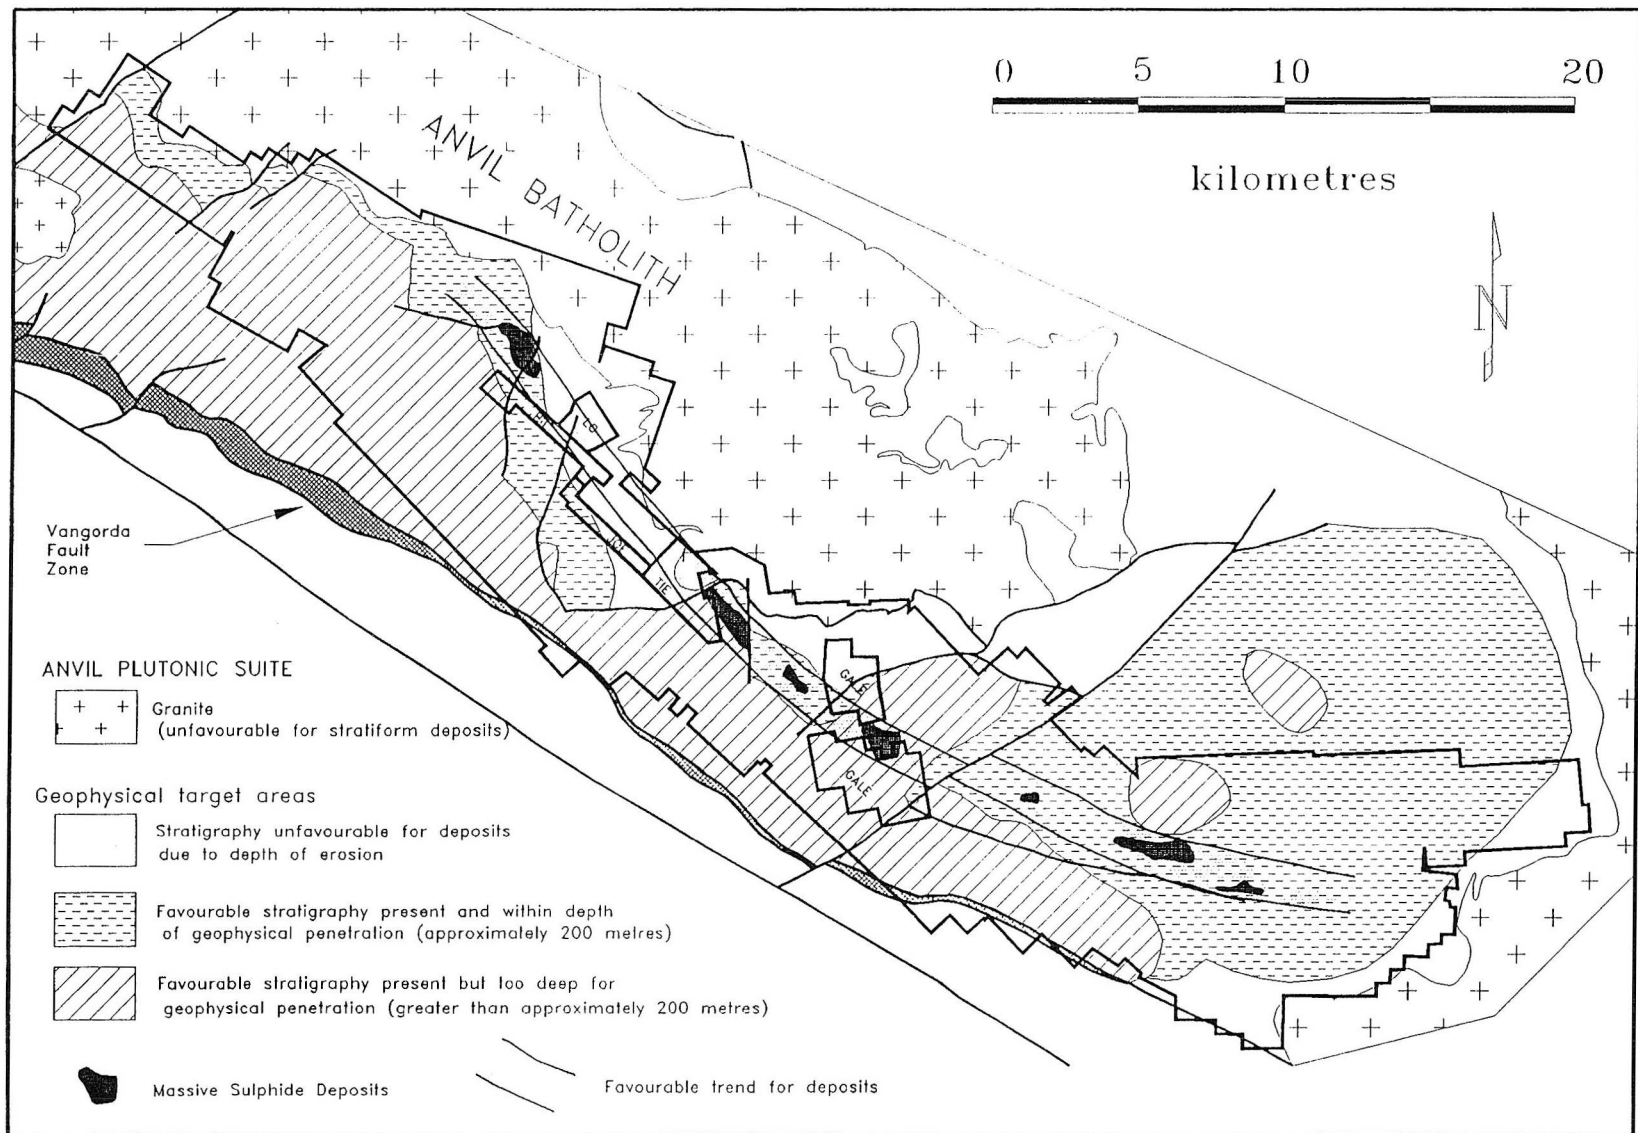 0 5 10 20
kilometres
N
ANVIL BATHOLITH
EO
TIE
GALE
GALE
Vangorda
Fault
Zone
ANVIL PLUTONIC SUITE
Granite
(unfavourable for stratiform deposits)
Geophysical target areas
Stratigraphy unfavourable for deposits
due to depth of erosion
Favourable stratigraphy present and within depth
of geophysical penetration (approximately 200 metres)
Favourable stratigraphy present but too deep for
geophysical penetration (greater than approximately 200 metres)
Massive Sulphide Deposits
Favourable trend for deposits